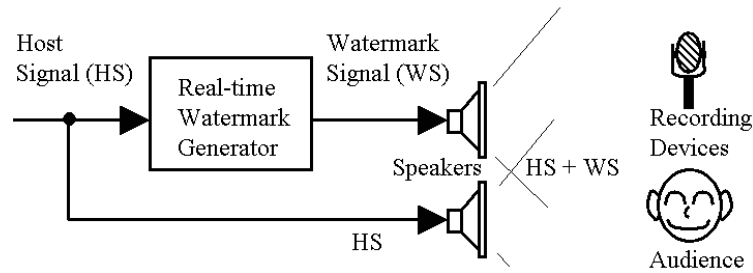 Host
Signal (HS)
Real-time
Watermark
Generator
Watermark
Signal (WS)
Speakers
HS + WS
HS
Recording
Devices
Audience